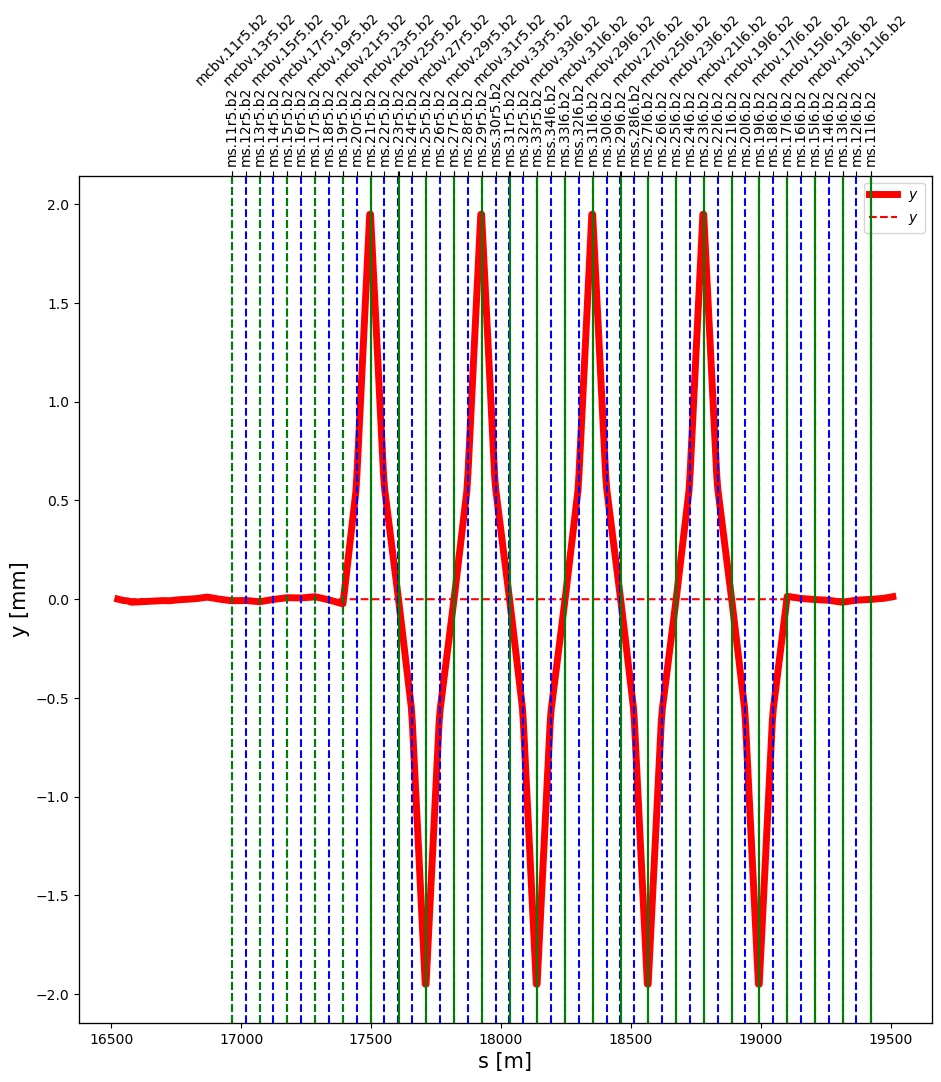 mcbv.11r5.b2
mcbv.13r5.b2
mcbv.15r5.b2
mcbv.17r5.b2
mcbv.19r5.b2
mcbv.21r5.b2
mcbv.23r5.b2
mcbv.25r5.b2
mcbv.27r5.b2
mcbv.29r5.b2
mcbv.31r5.b2
mcbv.33r5.b2
mcbv.33l6.b2
mcbv.31l6.b2
mcbv.29l6.b2
mcbv.27l6.b2
mcbv.25l6.b2
mcbv.23l6.b2
mcbv.21l6.b2
mcbv.19l6.b2
mcbv.17l6.b2
mcbv.15l6.b2
mcbv.13l6.b2
mcbv.11l6.b2
ms.11r5.b2
ms.12r5.b2
ms.13r5.b2
ms.14r5.b2
ms.15r5.b2
ms.16r5.b2
ms.17r5.b2
ms.18r5.b2
ms.19r5.b2
ms.20r5.b2
ms.21r5.b2
ms.22r5.b2
ms.23r5.b2
ms.24r5.b2
ms.25r5.b2
ms.26r5.b2
ms.27r5.b2
ms.28r5.b2
ms.29r5.b2
mss.30r5.b2
ms.31r5.b2
ms.32r5.b2
ms.33r5.b2
mss.34l6.b2
ms.33l6.b2
mss.32l6.b2
ms.31l6.b2
ms.30l6.b2
ms.29l6.b2
mss.28l6.b2
ms.27l6.b2
ms.26l6.b2
ms.25l6.b2
ms.24l6.b2
ms.23l6.b2
ms.22l6.b2
ms.21l6.b2
ms.20l6.b2
ms.19l6.b2
ms.18l6.b2
ms.17l6.b2
ms.16l6.b2
ms.15l6.b2
ms.14l6.b2
ms.13l6.b2
ms.12l6.b2
ms.11l6.b2
y
y
2.0
1.5
1.0
0.5
0.0
−0.5
−1.0
−1.5
−2.0
y [mm]
16500
17000
17500
18000
18500
19000
19500
s [m]